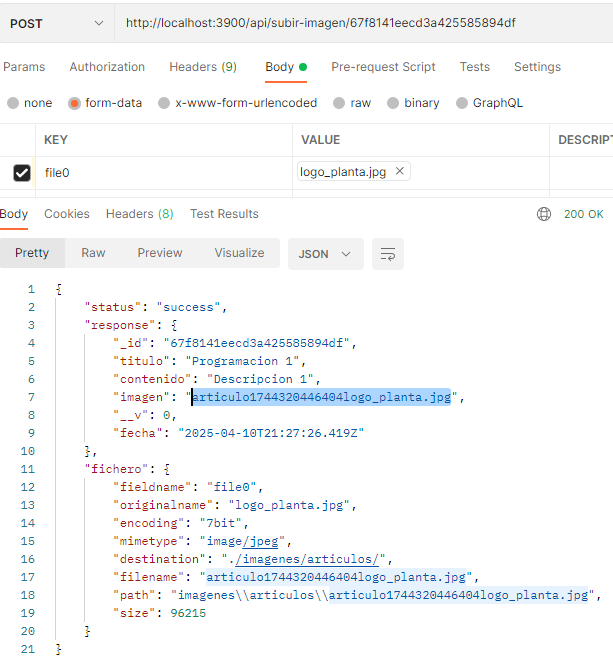 POST http://localhost:3900/api/subir-imagen/67f8141eecd3a425585894df
Params Authorization Headers (9) Body Pre-request Script Tests Settings
none form-data x-www-form-urlencoded raw binary GraphQL
KEY VALUE DESCRIPT
file0 logo_planta.jpg ×
Body Cookies Headers (8) Test Results 200 OK
Pretty Raw Preview Visualize JSON
1 {
2 "status": "success",
3 "response": {
4 "_id": "67f8141eecd3a425585894df",
5 "titulo": "Programacion 1",
6 "contenido": "Descripcion 1",
7 "imagen": "articulo1744320446404logo_planta.jpg",
8 "__v": 0,
9 "fecha": "2025-04-10T21:27:26.419Z"
10 },
11 "fichero": {
12 "fieldname": "file0",
13 "originalname": "logo_planta.jpg",
14 "encoding": "7bit",
15 "mimetype": "image/jpeg",
16 "destination": "./imagenes/articulos/",
17 "filename": "articulo1744320446404logo_planta.jpg",
18 "path": "imagenes\\articulos\\articulo1744320446404logo_planta.jpg",
19 "size": 96215
20 }
21 }